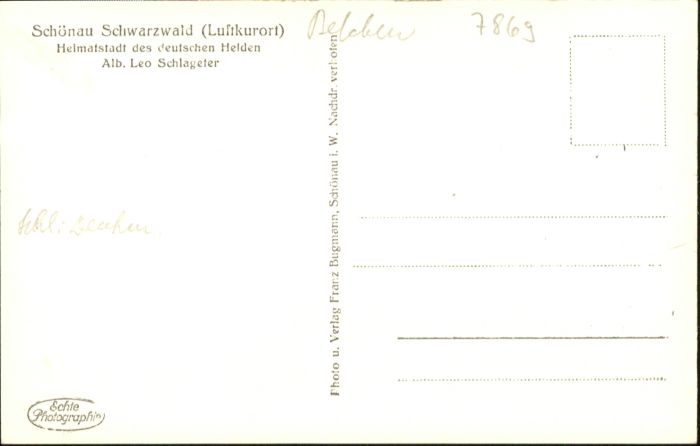 Schönau Schwarzwald (Luftkurort)
Heimatstadt des deutschen Helden
Alb. Leo Schlageter
Belchen
7869
Photo u. Verlag Franz Bugmann, Schönau i. W. Nachdr. verboten
Echte
Photographie